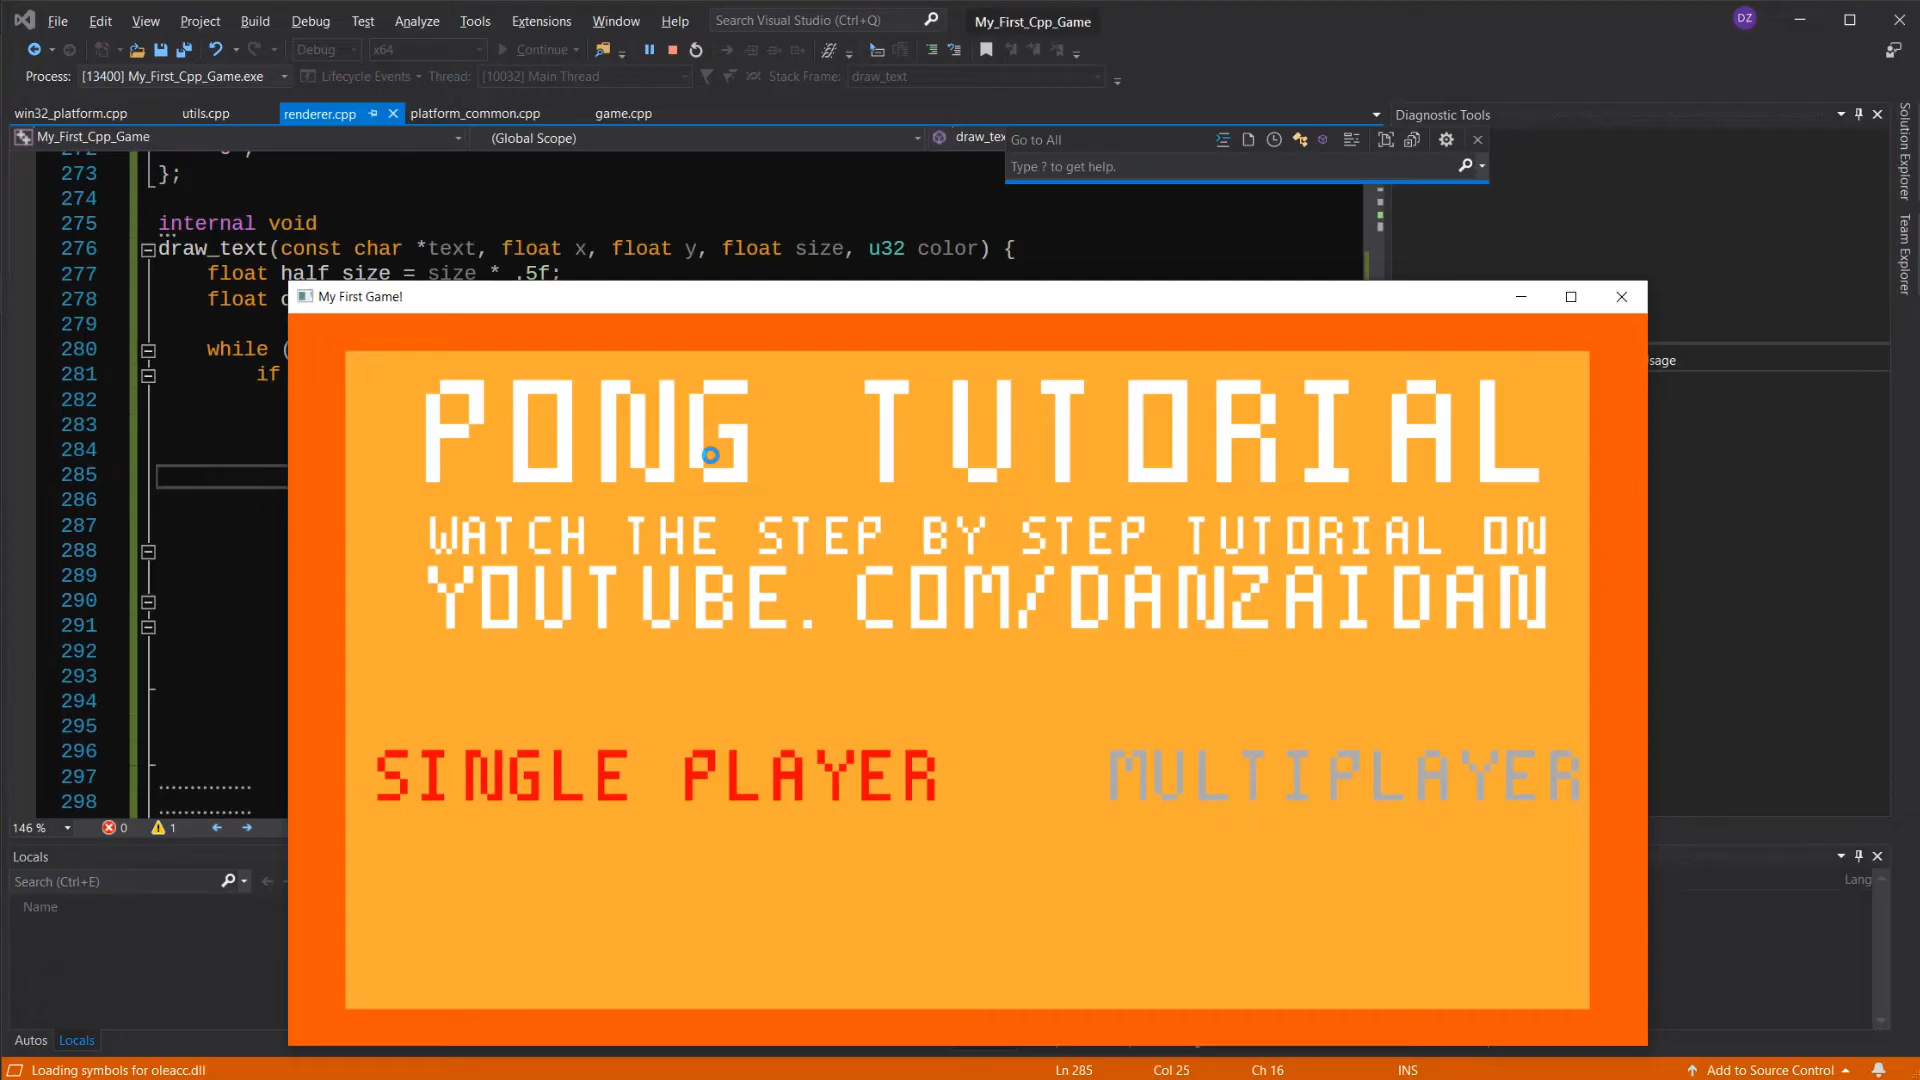 File Edit View Project Build Debug Test Analyze Tools Extensions Window Help Search Visual Studio (Ctrl+Q) My_First_Cpp_Game DZ
Debug x64 Continue
Process: [13400] My_First_Cpp_Game.exe Lifecycle Events Thread: [10032] Main Thread Stack Frame: draw_text
win32_platform.cpp utils.cpp renderer.cpp platform_common.cpp game.cpp Diagnostic Tools
My_First_Cpp_Game (Global Scope) Go to All
Type ? to get help.
Solution Explorer
Team Explorer
273 };
274
275 internal void
276 draw_text(const char *text, float x, float y, float size, u32 color) {
277 float half_size = size * .5f;
278 float
279
280 while (
281 if
282
283
284
285
286
287
288
289
290
291
292
293
294
295
296
297
298
My First Game!
PONG TUTORIAL
WATCH THE STEP BY STEP TUTORIAL ON
YOUTUBE.COM/DANZAIDAN
SINGLE PLAYER MULTIPLAYER
146 % 0 1
Locals
Search (Ctrl+E)
Name
Autos Locals
Loading symbols for oleacc.dll Ln 285 Col 25 Ch 16 INS Add to Source Control